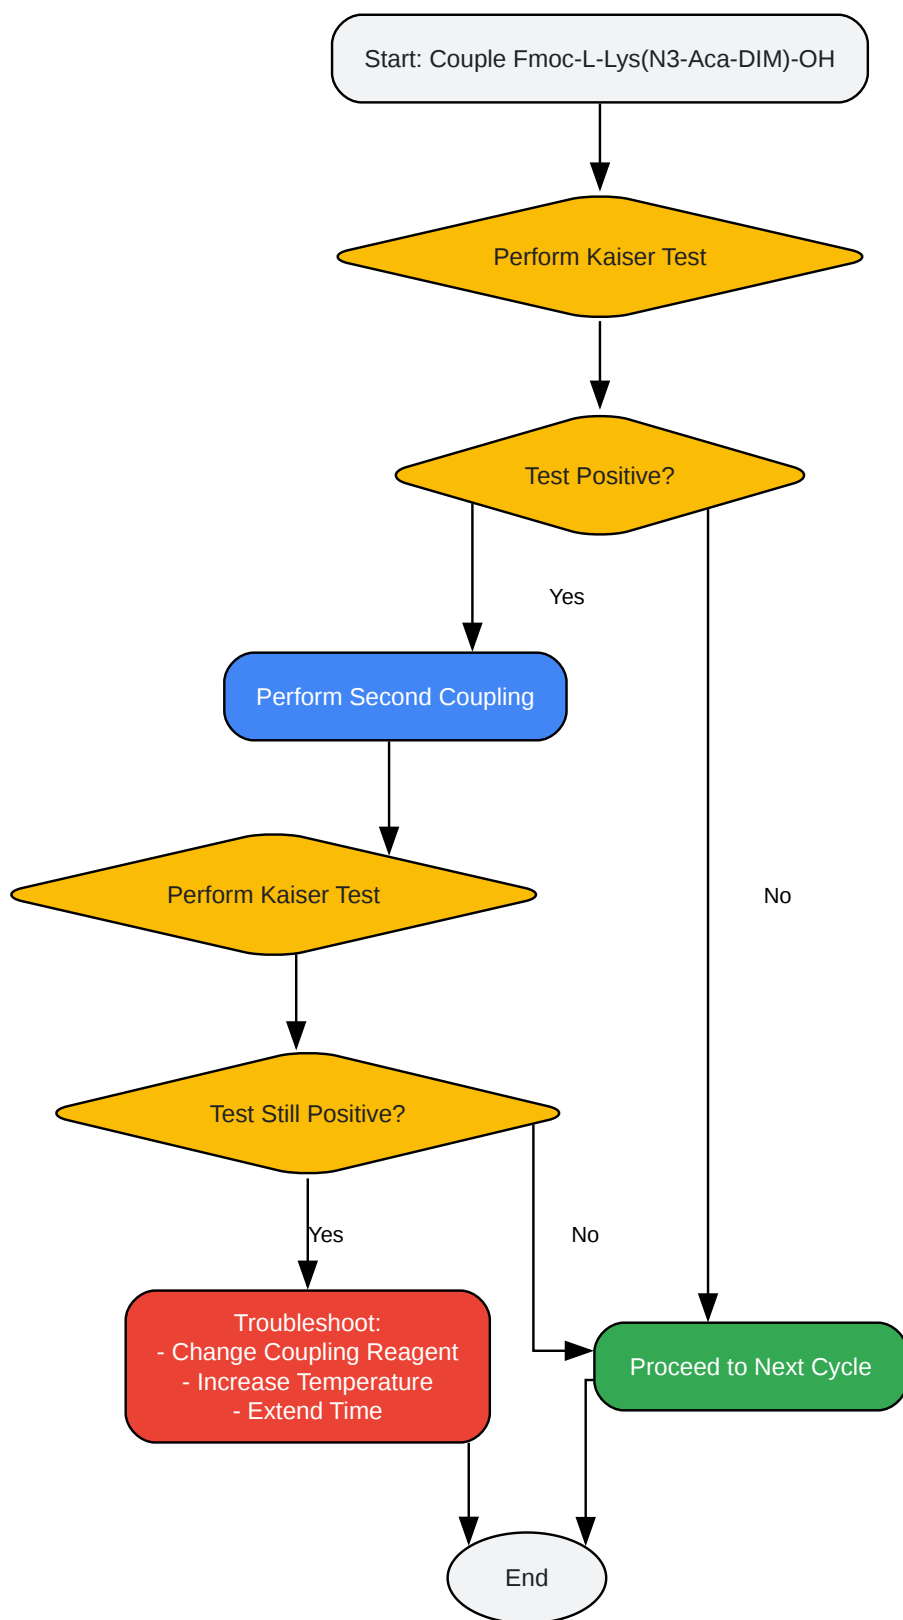 Start: Couple Fmoc-L-Lys(N3-Aca-DIM)-OH
Perform Kaiser Test
Test Positive?
Yes
Perform Second Coupling
Perform Kaiser Test
No
Test Still Positive?
Yes
No
Troubleshoot:
- Change Coupling Reagent
- Increase Temperature
- Extend Time
Proceed to Next Cycle
End